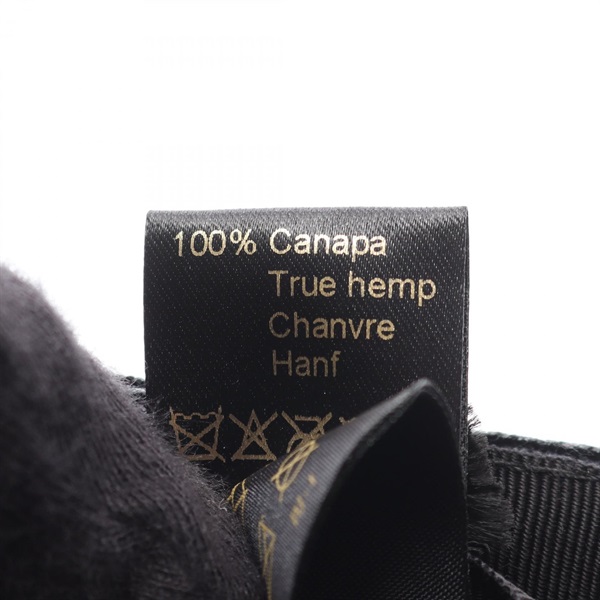 100% Canapa
True hemp
Chanvre
Hanf